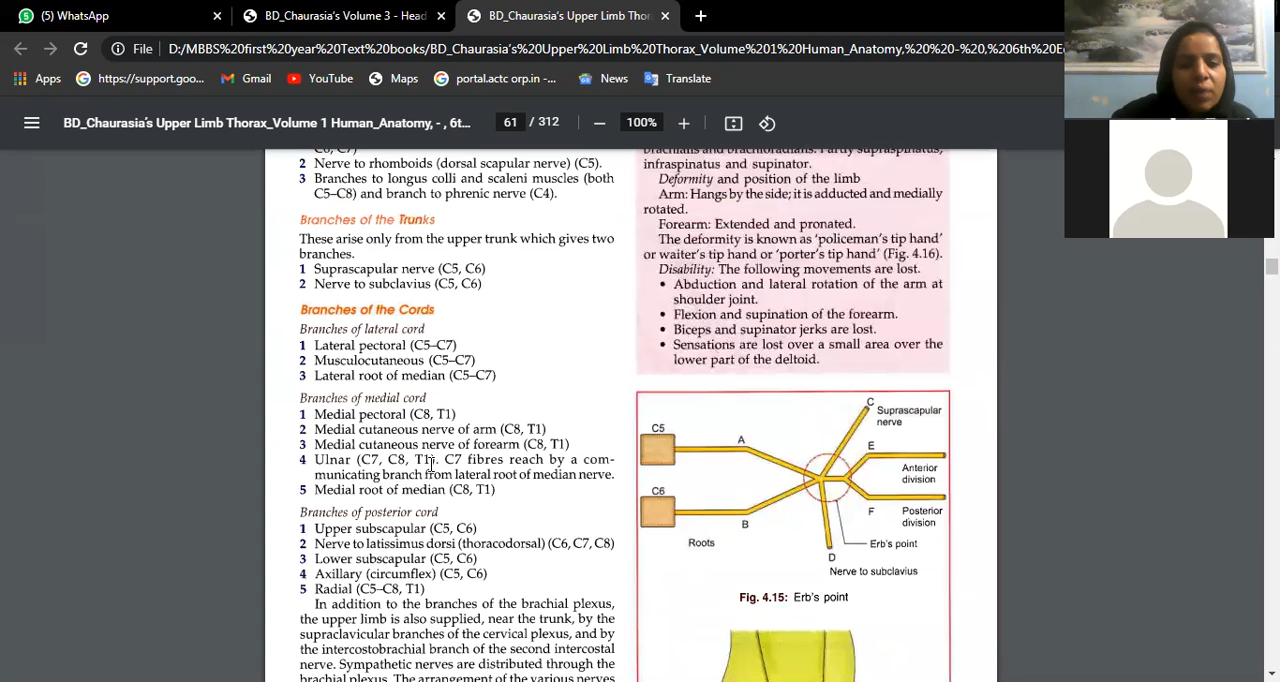 (5) WhatsApp
BD_Chaurasia's Volume 3 - Head
BD_Chaurasia's Upper Limb Thor
File
D:/MBBS%20first%20year%20Text%20books/BD_Chaurasia's%20Upper%20Limb%20Thorax_Volume%201%20Human_Anatomy,%20%20-%20,%206th%20E
Apps
https://support.goo...
Gmail
YouTube
Maps
portal.actc orp.in -...
News
Translate
BD_Chaurasia's Upper Limb Thorax_Volume 1 Human_Anatomy, - , 6t...
61 / 312
100%
C6, C7)
2 Nerve to rhomboids (dorsal scapular nerve) (C5).
3 Branches to longus colli and scaleni muscles (both
C5–C8) and branch to phrenic nerve (C4).
Branches of the Trunks
These arise only from the upper trunk which gives two
branches.
1 Suprascapular nerve (C5, C6)
2 Nerve to subclavius (C5, C6)
Branches of the Cords
Branches of lateral cord
1 Lateral pectoral (C5–C7)
2 Musculocutaneous (C5–C7)
3 Lateral root of median (C5–C7)
Branches of medial cord
1 Medial pectoral (C8, T1)
2 Medial cutaneous nerve of arm (C8, T1)
3 Medial cutaneous nerve of forearm (C8, T1)
4 Ulnar (C7, C8, T1). C7 fibres reach by a com-
municating branch from lateral root of median nerve.
5 Medial root of median (C8, T1)
Branches of posterior cord
1 Upper subscapular (C5, C6)
2 Nerve to latissimus dorsi (thoracodorsal) (C6, C7, C8)
3 Lower subscapular (C5, C6)
4 Axillary (circumflex) (C5, C6)
5 Radial (C5–C8, T1)
In addition to the branches of the brachial plexus,
the upper limb is also supplied, near the trunk, by the
supraclavicular branches of the cervical plexus, and by
the intercostobrachial branch of the second intercostal
nerve. Sympathetic nerves are distributed through the
brachial plexus. The arrangement of the various nerves
brachialis and brachioradialis. Partly supraspinatus,
infraspinatus and supinator.
Deformity and position of the limb
Arm: Hangs by the side; it is adducted and medially
rotated.
Forearm: Extended and pronated.
The deformity is known as 'policeman's tip hand'
or waiter's tip hand or 'porter's tip hand' (Fig. 4.16).
Disability: The following movements are lost.
• Abduction and lateral rotation of the arm at
shoulder joint.
• Flexion and supination of the forearm.
• Biceps and supinator jerks are lost.
• Sensations are lost over a small area over the
lower part of the deltoid.
C5
A
C
Suprascapular
nerve
E
Anterior
division
C6
B
F
Posterior
division
Roots
Erb's point
D
Nerve to subclavius
Fig. 4.15: Erb's point